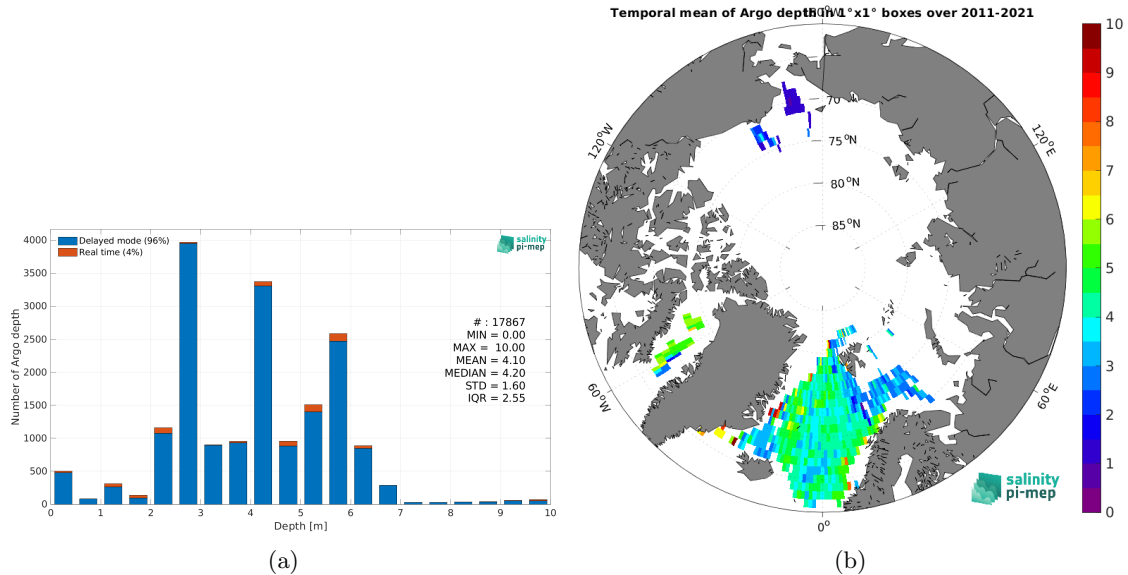 Delayed mode (96%)
Real time (4%)
salinity
pi-mep
# : 17867
MIN = 0.00
MAX = 10.00
MEAN = 4.10
MEDIAN = 4.20
STD = 1.60
IQR = 2.55
Number of Argo depth
4000
3500
3000
2500
2000
1500
1000
500
0
0 1 2 3 4 5 6 7 8 9 10
Depth [m]
(a)
Temporal mean of Argo depth in 1°x1° boxes over 2011-2021
180°W
120°W
120°E
70°N
75°N
80°N
85°N
60°W
60°E
0°
salinity
pi-mep
10
9
8
7
6
5
4
3
2
1
0
(b)